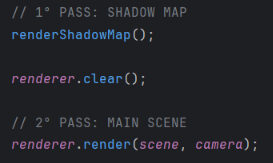 // 1° PASS: SHADOW MAP
renderShadowMap();
renderer.clear();
// 2° PASS: MAIN SCENE
renderer.render(scene, camera);